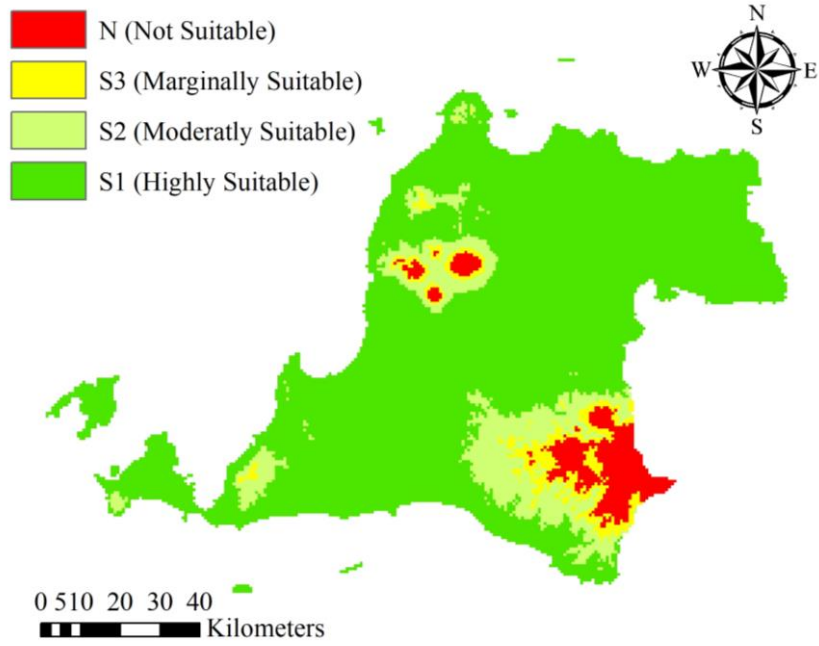 N (Not Suitable)
S3 (Marginally Suitable)
S2 (Moderatly Suitable)
S1 (Highly Suitable)
N
W E
S
0 510 20 30 40
Kilometers